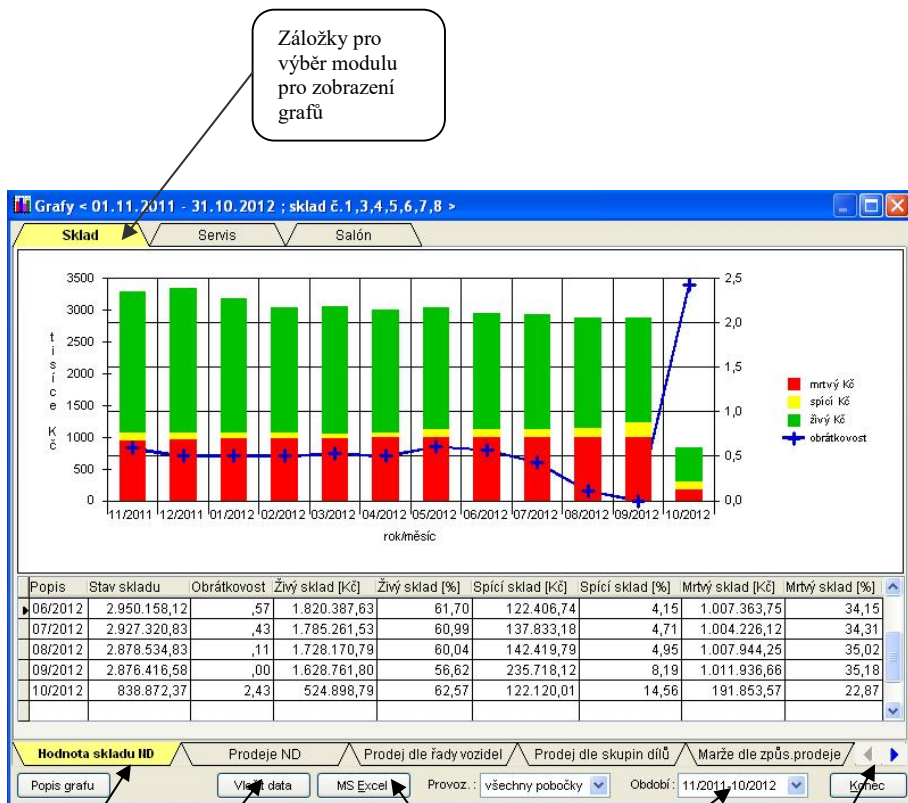 Záložky pro
výběr modulu
pro zobrazení
grafů
Grafy < 01.11.2011 - 31.10.2012 ; sklad č.1,3,4,5,6,7,8 >
Sklad Servis Salón
3500
3000
2500
2000
1500
1000
500
0
tisíce Kč
2,5
2,0
1,5
1,0
0,5
0,0
mrtvý Kč
spící Kč
živý Kč
obrátkovost
11/2011 12/2011 01/2012 02/2012 03/2012 04/2012 05/2012 06/2012 07/2012 08/2012 09/2012 10/2012
rok/měsíc
Popis Stav skladu Obrátkovost Živý sklad [Kč] Živý sklad [%] Spící sklad [Kč] Spící sklad [%] Mrtvý sklad [Kč] Mrtvý sklad [%]
06/2012 2.950.158,12 ,57 1.820.387,63 61,70 122.406,74 4,15 1.007.363,75 34,15
07/2012 2.927.320,83 ,43 1.785.261,53 60,99 137.833,18 4,71 1.004.226,12 34,31
08/2012 2.878.534,83 ,11 1.728.170,79 60,04 142.419,79 4,95 1.007.944,25 35,02
09/2012 2.876.416,58 ,00 1.628.761,80 56,62 235.718,12 8,19 1.011.936,66 35,18
10/2012 838.872,37 2,43 524.898,79 62,57 122.120,01 14,56 191.853,57 22,87
Hodnota skladu ND Prodeje ND Prodej dle řady vozidel Prodej dle skupin dílů Marže dle způs.prodeje
Popis grafu Vložit data MS Excel Provoz.: všechny pobočky Období: 11/2011-10/2012 Konec